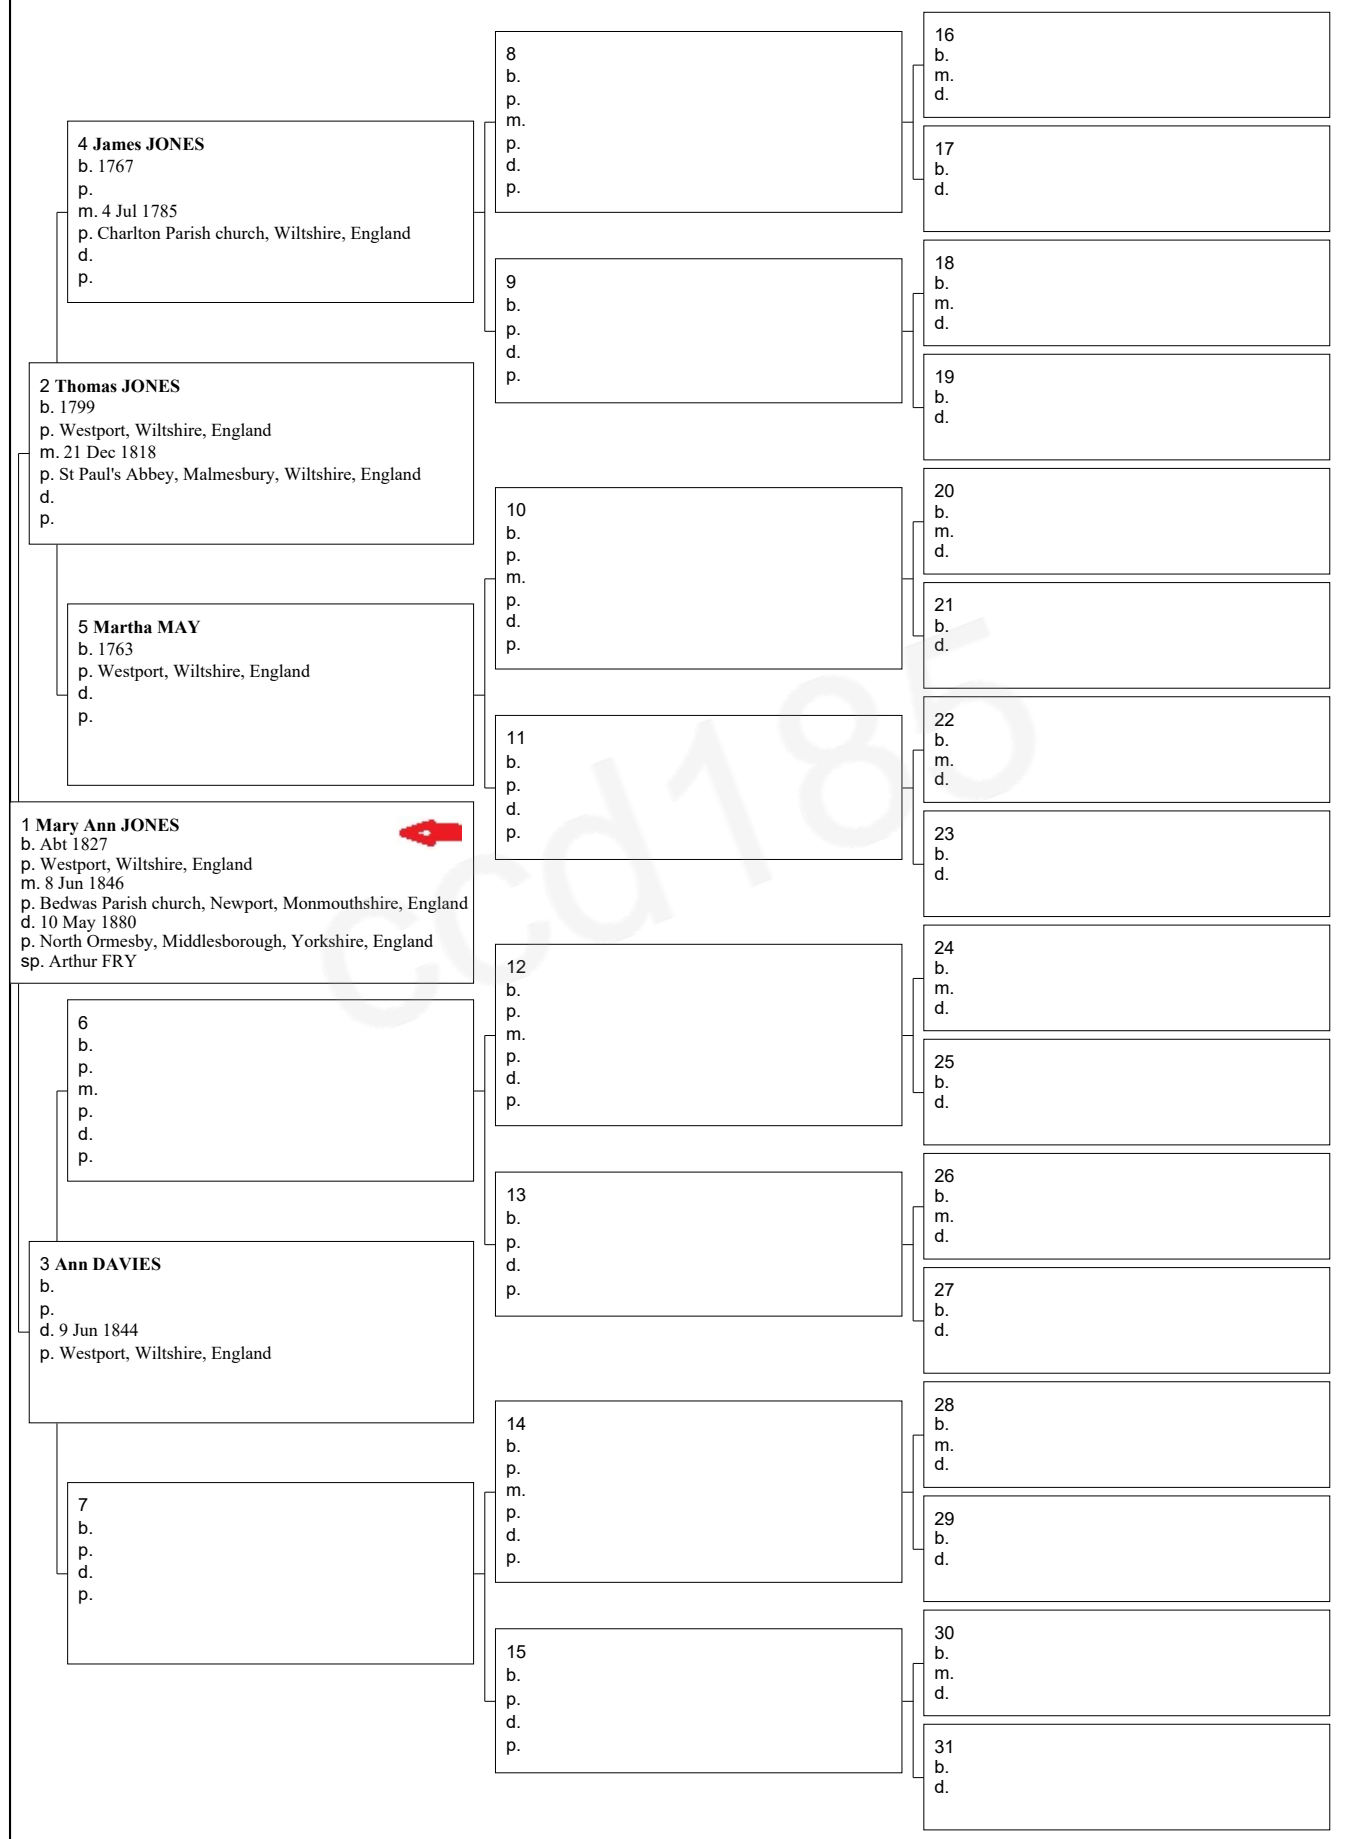 4 James JONES
b. 1767
p.
m. 4 Jul 1785
p. Charlton Parish church, Wiltshire, England
d.
p.
2 Thomas JONES
b. 1799
p. Westport, Wiltshire, England
m. 21 Dec 1818
p. St Paul's Abbey, Malmesbury, Wiltshire, England
d.
p.
5 Martha MAY
b. 1763
p. Westport, Wiltshire, England
d.
p.
1 Mary Ann JONES
b. Abt 1827
p. Westport, Wiltshire, England
m. 8 Jun 1846
p. Bedwas Parish church, Newport, Monmouthshire, England
d. 10 May 1880
p. North Ormesby, Middlesborough, Yorkshire, England
sp. Arthur FRY
6
b.
p.
m.
p.
d.
p.
3 Ann DAVIES
b.
p.
d. 9 Jun 1844
p. Westport, Wiltshire, England
7
b.
p.
d.
p.
8
b.
p.
m.
p.
d.
p.
9
b.
p.
d.
p.
10
b.
p.
m.
p.
d.
p.
11
b.
p.
d.
p.
12
b.
p.
m.
p.
d.
p.
13
b.
p.
d.
p.
14
b.
p.
m.
p.
d.
p.
15
b.
p.
d.
p.
16
b.
m.
d.
17
b.
d.
18
b.
m.
d.
19
b.
d.
20
b.
m.
d.
21
b.
d.
22
b.
m.
d.
23
b.
d.
24
b.
m.
d.
25
b.
d.
26
b.
m.
d.
27
b.
d.
28
b.
m.
d.
29
b.
d.
30
b.
m.
d.
31
b.
d.
ccd185